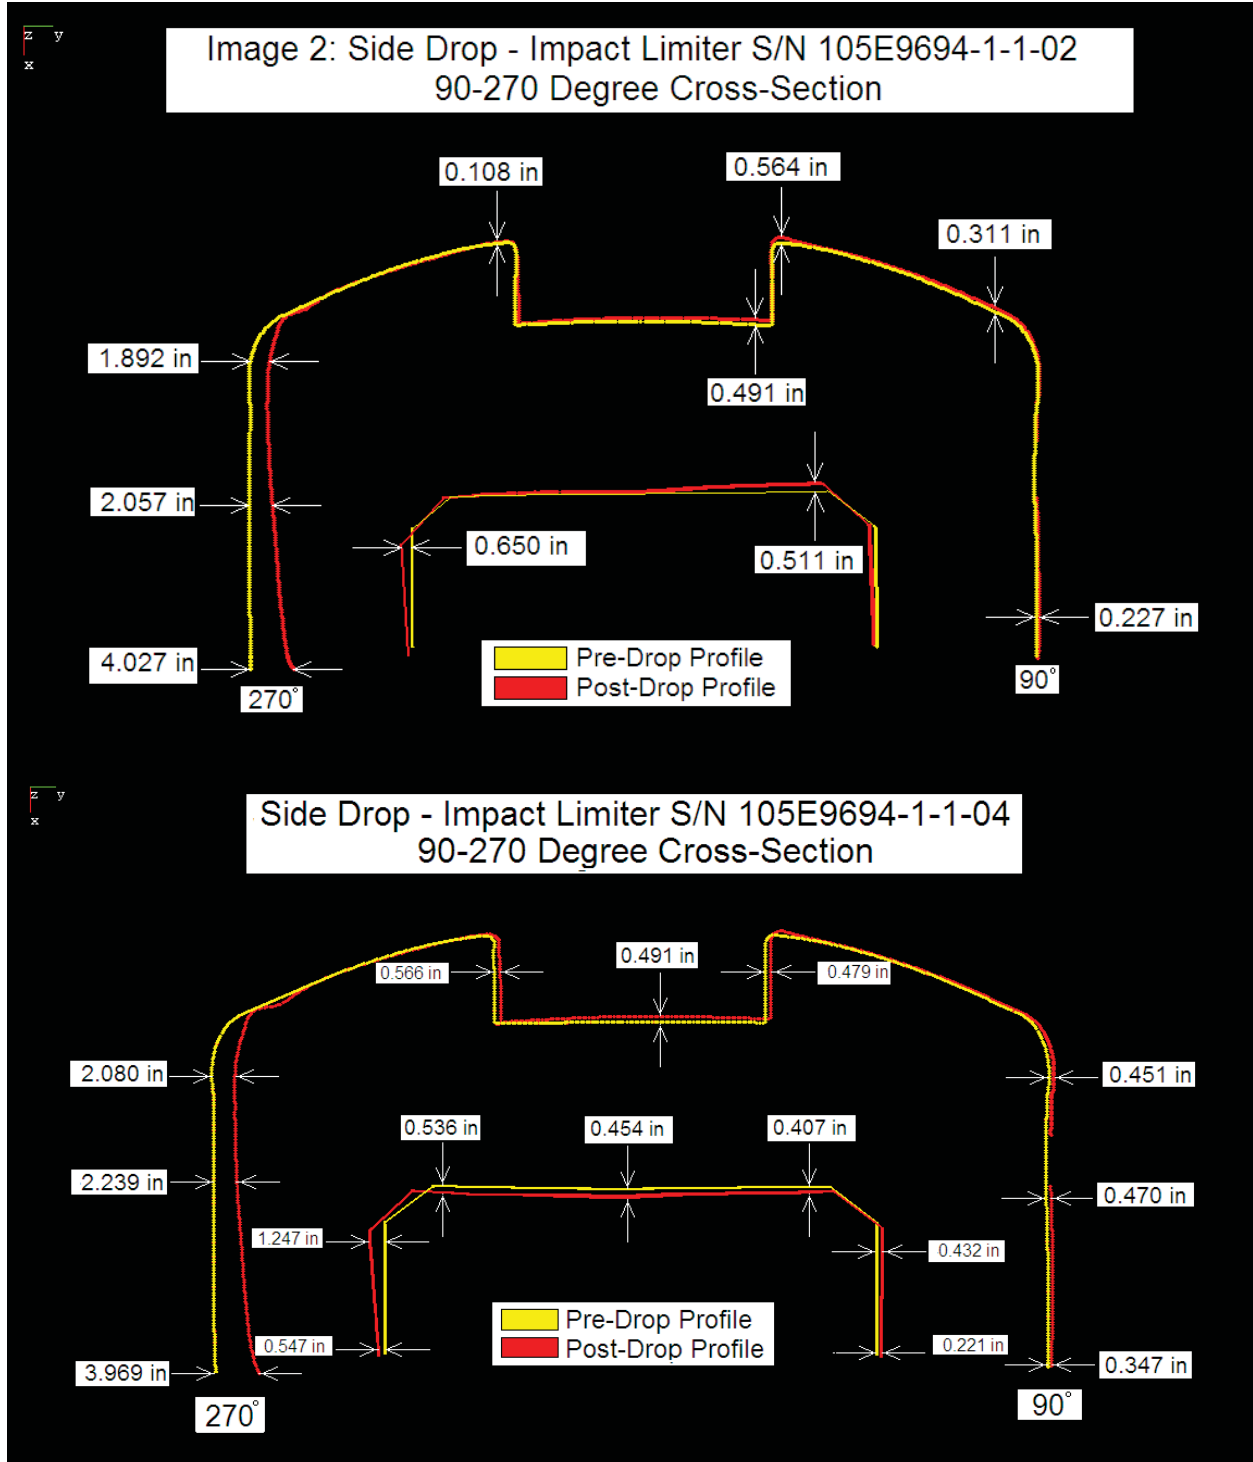 z y
x
Image 2: Side Drop - Impact Limiter S/N 105E9694-1-1-02
90-270 Degree Cross-Section
0.108 in
0.564 in
0.311 in
1.892 in
0.491 in
2.057 in
0.650 in
0.511 in
0.227 in
4.027 in
Pre-Drop Profile
Post-Drop Profile
270°
90°
z y
x
Side Drop - Impact Limiter S/N 105E9694-1-1-04
90-270 Degree Cross-Section
0.566 in
0.491 in
0.479 in
2.080 in
0.451 in
0.536 in
0.454 in
0.407 in
2.239 in
0.470 in
1.247 in
0.432 in
Pre-Drop Profile
Post-Drop Profile
0.547 in
0.221 in
3.969 in
0.347 in
270°
90°